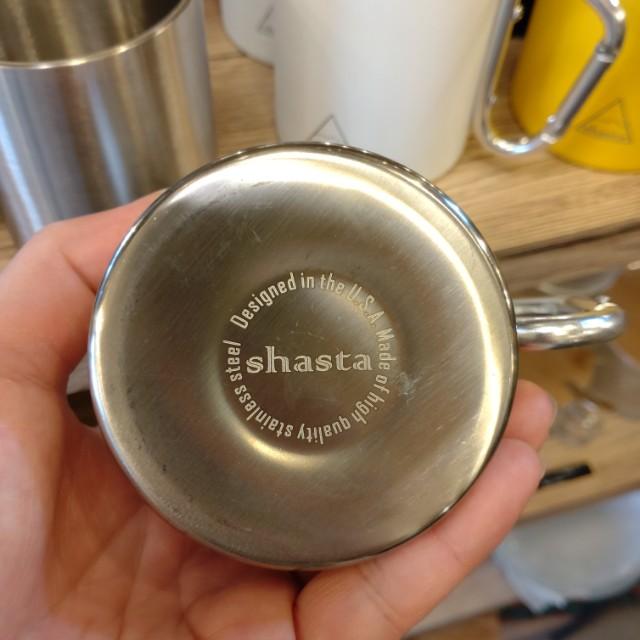 Designed in the U.S.A. Made of high quality stainless steel
shasta